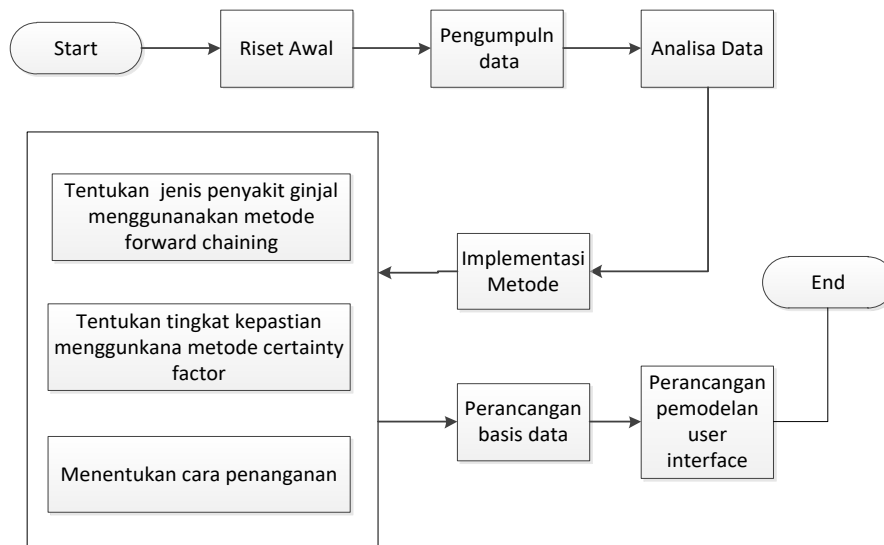 Start
Riset Awal
Pengumpuln
data
Analisa Data
Tentukan jenis penyakit ginjal
menggunanakan metode
forward chaining
Implementasi
Metode
End
Tentukan tingkat kepastian
menggunkana metode certainty
factor
Perancangan
basis data
Perancangan
pemodelan
user
interface
Menentukan cara penanganan